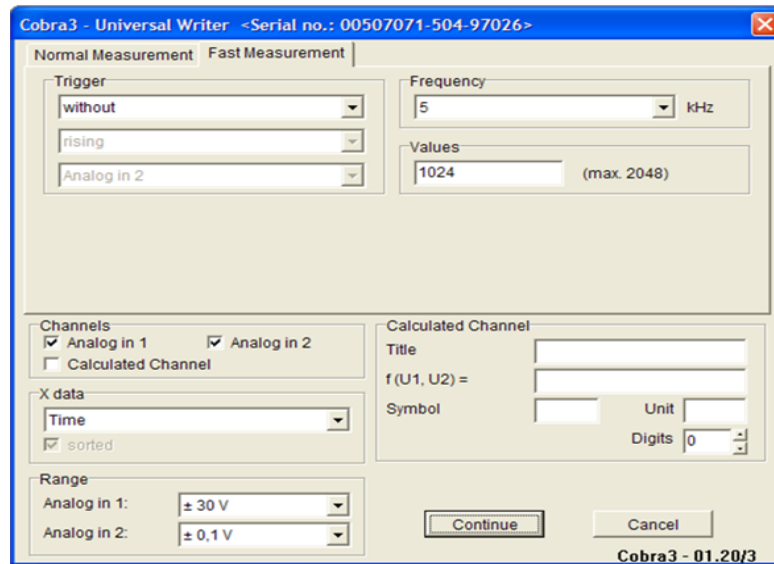 Cobra3 - Universal Writer <Serial no.: 00507071-504-97026>
Normal Measurement Fast Measurement
Trigger
without
rising
Analog in 2
Frequency
5 kHz
Values
1024 (max. 2048)
Channels
Analog in 1 Analog in 2
Calculated Channel
X data
Time
sorted
Range
Analog in 1: ± 30 V
Analog in 2: ± 0,1 V
Calculated Channel
Title
f (U1, U2) =
Symbol Unit
Digits 0
Continue Cancel
Cobra3 - 01.20/3